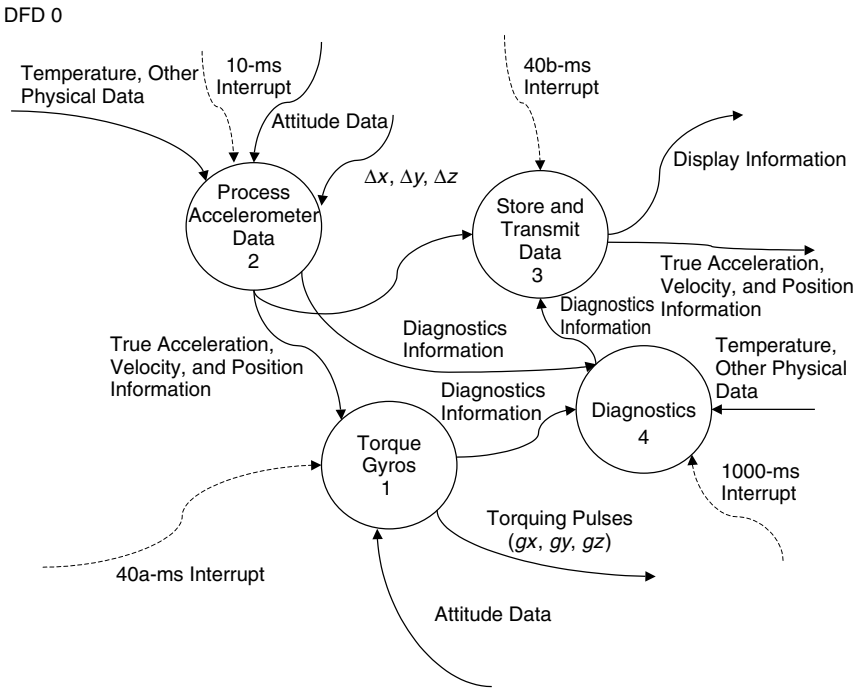 DFD 0
Temperature, Other
Physical Data
10-ms
Interrupt
Attitude Data
Δx, Δy, Δz
40b-ms
Interrupt
Display Information
Process
Accelerometer
Data
2
Store and
Transmit
Data
3
True Acceleration,
Velocity, and Position
Information
Diagnostics
Information
Diagnostics
Information
True Acceleration,
Velocity, and Position
Information
Temperature,
Other Physical
Data
Diagnostics
Information
Diagnostics
4
Torque
Gyros
1
1000-ms
Interrupt
Torquing Pulses
(gx, gy, gz)
40a-ms Interrupt
Attitude Data